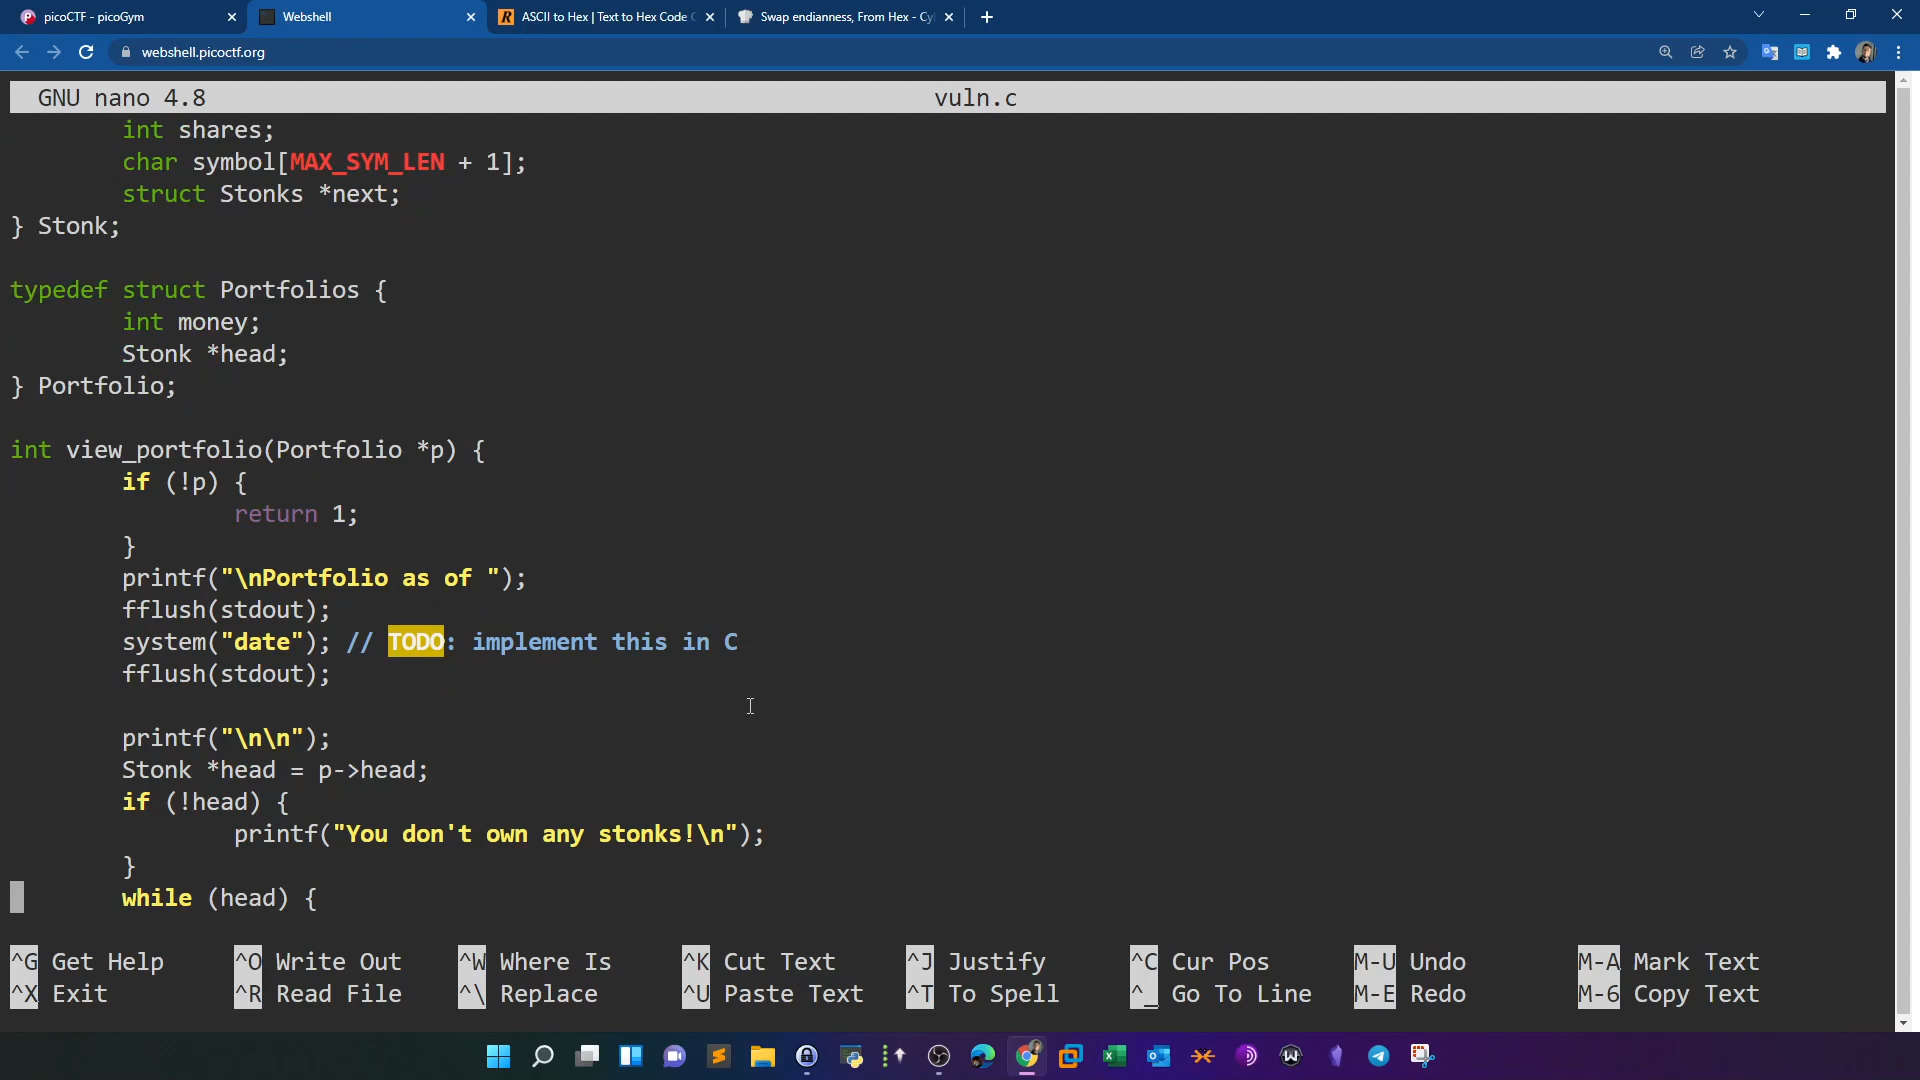 picoCTF - picoGym
Webshell
ASCII to Hex | Text to Hex Code C
Swap endianness, From Hex - Cy
webshell.picoctf.org
GNU nano 4.8 vuln.c
int shares;
char symbol[MAX_SYM_LEN + 1];
struct Stonks *next;
} Stonk;
typedef struct Portfolios {
int money;
Stonk *head;
} Portfolio;
int view_portfolio(Portfolio *p) {
if (!p) {
return 1;
}
printf("\nPortfolio as of ");
fflush(stdout);
system("date"); // TODO: implement this in C
fflush(stdout);
printf("\n\n");
Stonk *head = p->head;
if (!head) {
printf("You don't own any stonks!\n");
}
while (head) {
^G Get Help ^O Write Out ^W Where Is ^K Cut Text ^J Justify ^C Cur Pos M-U Undo M-A Mark Text
^X Exit ^R Read File ^\ Replace ^U Paste Text ^T To Spell ^_ Go To Line M-E Redo M-6 Copy Text